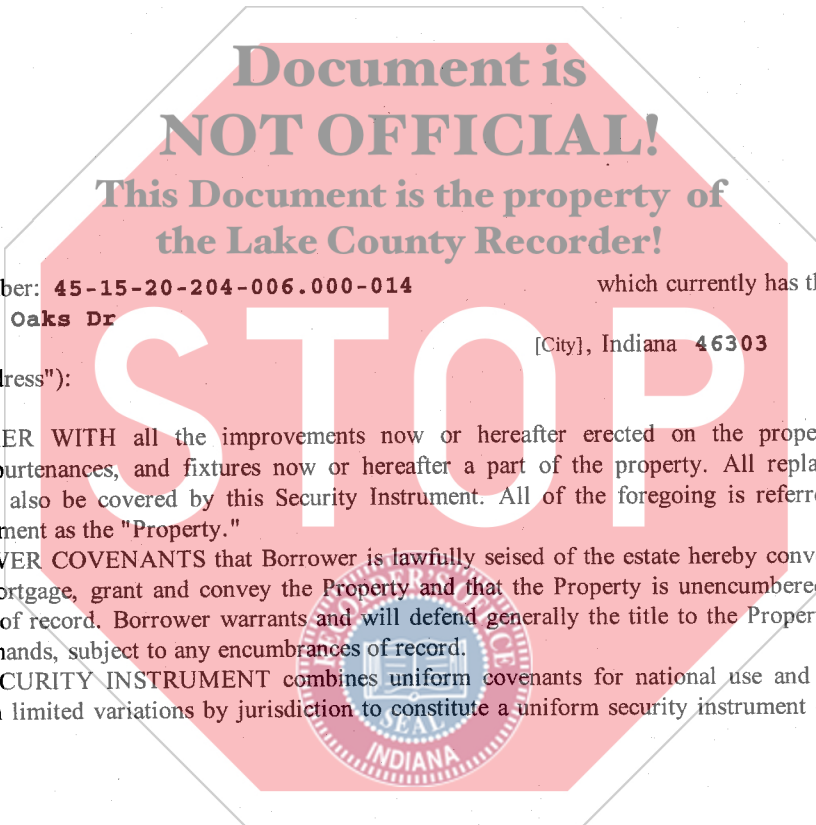 Document is
NOT OFFICIAL!
This Document is the property of
the Lake County Recorder!
ber: 45-15-20-204-006.000-014 which currently has th
Oaks Dr
[City], Indiana 46303
dress"):
ER WITH all the improvements now or hereafter erected on the prope
purtenances, and fixtures now or hereafter a part of the property. All repla
also be covered by this Security Instrument. All of the foregoing is referr
ment as the "Property."
VER COVENANTS that Borrower is lawfully seised of the estate hereby conv
ortgage, grant and convey the Property and that the Property is unencumbered
of record. Borrower warrants and will defend generally the title to the Proper
mands, subject to any encumbrances of record.
CURITY INSTRUMENT combines uniform covenants for national use and
limited variations by jurisdiction to constitute a uniform security instrument
STOP
RECORDER'S OFFICE
SEAL
INDIANA